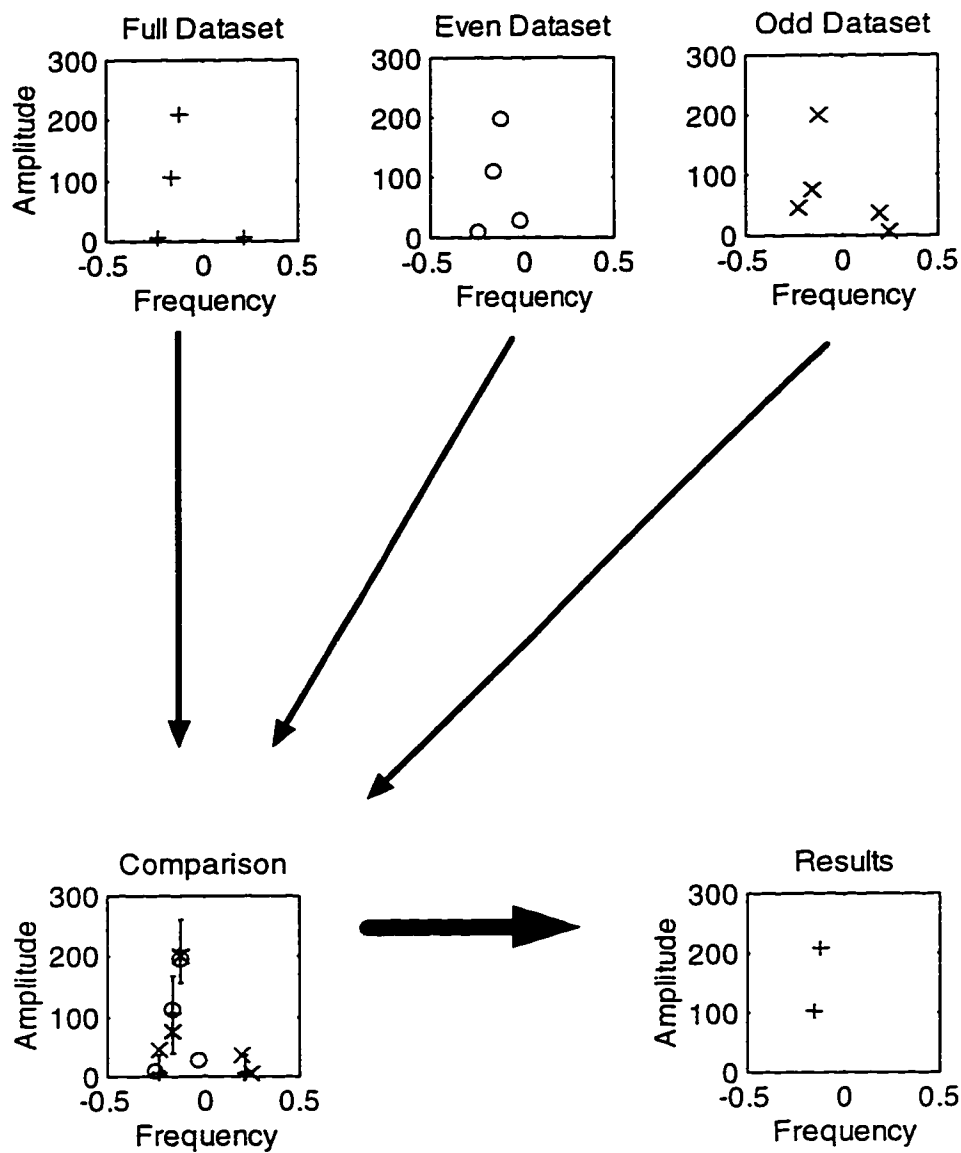 Full Dataset
Even Dataset
Odd Dataset
Amplitude
300
200
100
0
-0.5
0
0.5
Frequency
300
200
100
0
-0.5
0
0.5
Frequency
300
200
100
0
-0.5
0
0.5
Frequency
Comparison
Amplitude
300
200
100
0
-0.5
0
0.5
Frequency
Results
Amplitude
300
200
100
0
-0.5
0
0.5
Frequency